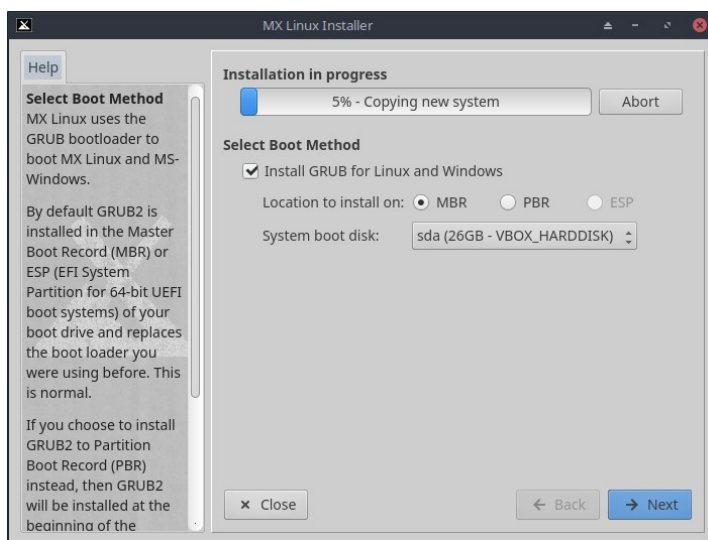 MX Linux Installer
Help
Select Boot Method
MX Linux uses the
GRUB bootloader to
boot MX Linux and MS-
Windows.
By default GRUB2 is
installed in the Master
Boot Record (MBR) or
ESP (EFI System
Partition for 64-bit UEFI
boot systems) of your
boot drive and replaces
the boot loader you
were using before. This
is normal.
If you choose to install
GRUB2 to Partition
Boot Record (PBR)
instead, then GRUB2
will be installed at the
beginning of the
Installation in progress
5% - Copying new system
Abort
Select Boot Method
Install GRUB for Linux and Windows
Location to install on: MBR PBR ESP
System boot disk: sda (26GB - VBOX_HARDDISK)
Close
Back
Next